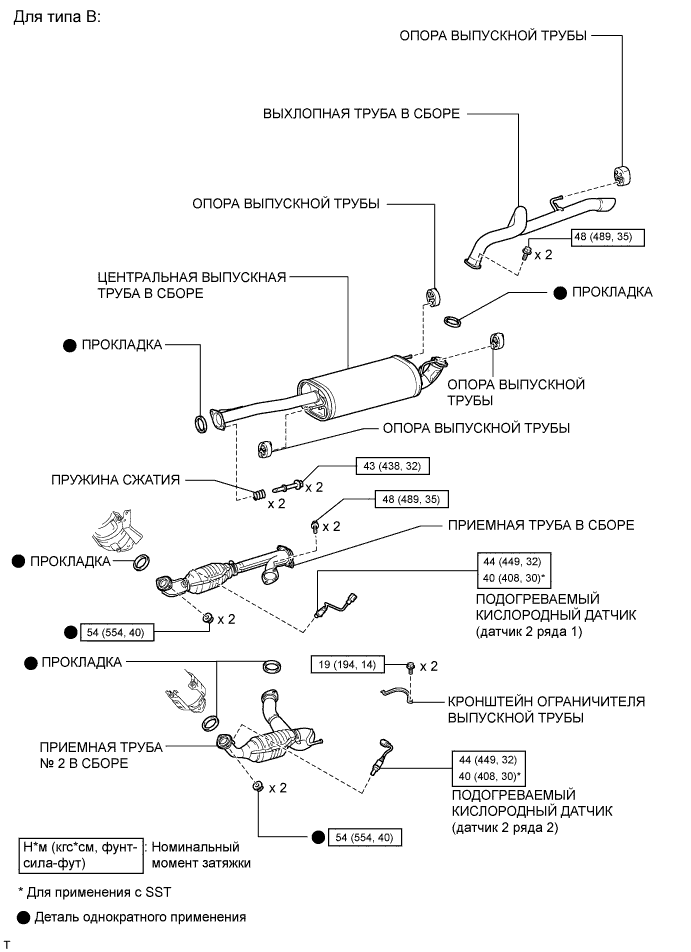 Для типа B:
ОПОРА ВЫПУСКНОЙ ТРУБЫ
ВЫХЛОПНАЯ ТРУБА В СБОРЕ
ОПОРА ВЫПУСКНОЙ ТРУБЫ
48 (489, 35)
x 2
ЦЕНТРАЛЬНАЯ ВЫПУСКНАЯ
ТРУБА В СБОРЕ
ПРОКЛАДКА
ПРОКЛАДКА
ОПОРА ВЫПУСКНОЙ
ТРУБЫ
ОПОРА ВЫПУСКНОЙ ТРУБЫ
43 (438, 32)
ПРУЖИНА СЖАТИЯ
x 2
x 2
48 (489, 35)
x 2
ПРИЕМНАЯ ТРУБА В СБОРЕ
ПРОКЛАДКА
44 (449, 32)
40 (408, 30)*
ПОДОГРЕВАЕМЫЙ
КИСЛОРОДНЫЙ ДАТЧИК
(датчик 2 ряда 1)
x 2
54 (554, 40)
ПРОКЛАДКА
19 (194, 14)
x 2
КРОНШТЕЙН ОГРАНИЧИТЕЛЯ
ВЫПУСКНОЙ ТРУБЫ
ПРИЕМНАЯ ТРУБА
№ 2 В СБОРЕ
44 (449, 32)
40 (408, 30)*
ПОДОГРЕВАЕМЫЙ
КИСЛОРОДНЫЙ ДАТЧИК
(датчик 2 ряда 2)
x 2
54 (554, 40)
Н*м (кгс*см, фунт-
сила-фут)
: Номинальный
момент затяжки
* Для применения с SST
Деталь однократного применения
T